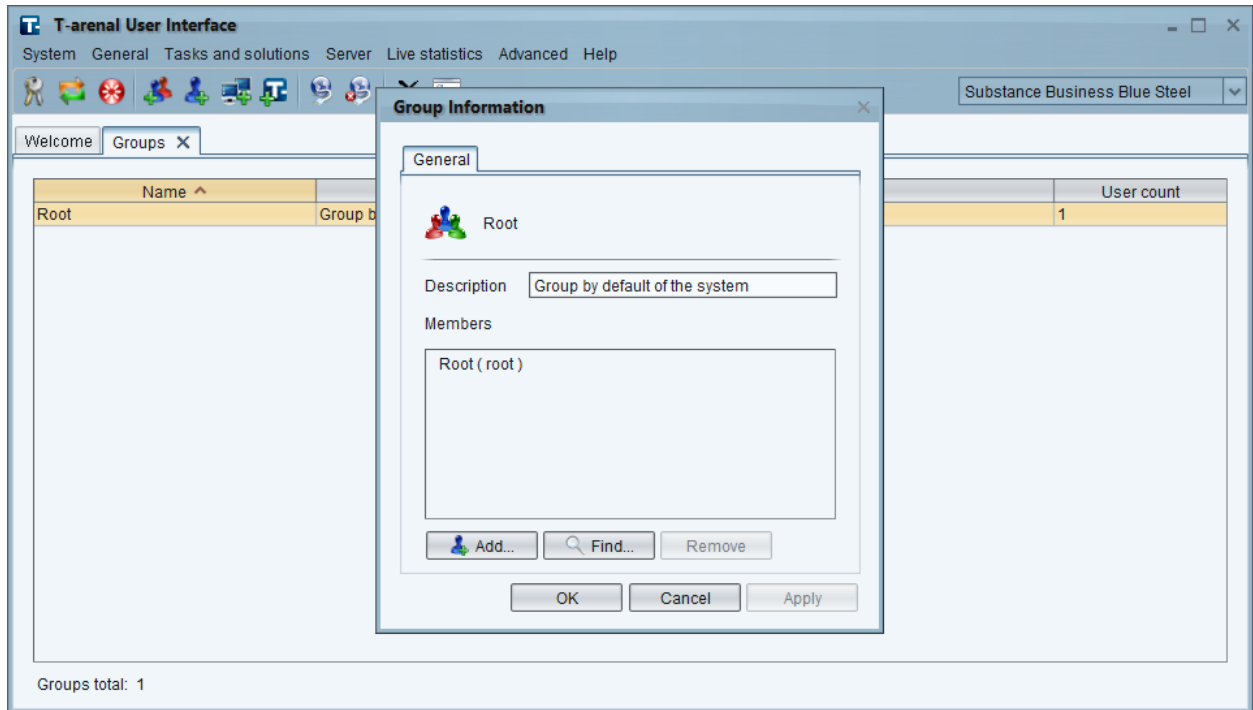 T-arenal User Interface
System General Tasks and solutions Server Live statistics Advanced Help
Substance Business Blue Steel
Welcome Groups
Name User count
Root Group b 1
Groups total: 1
Group Information
General
Root
Description Group by default of the system
Members
Root ( root )
Add... Find... Remove
OK Cancel Apply